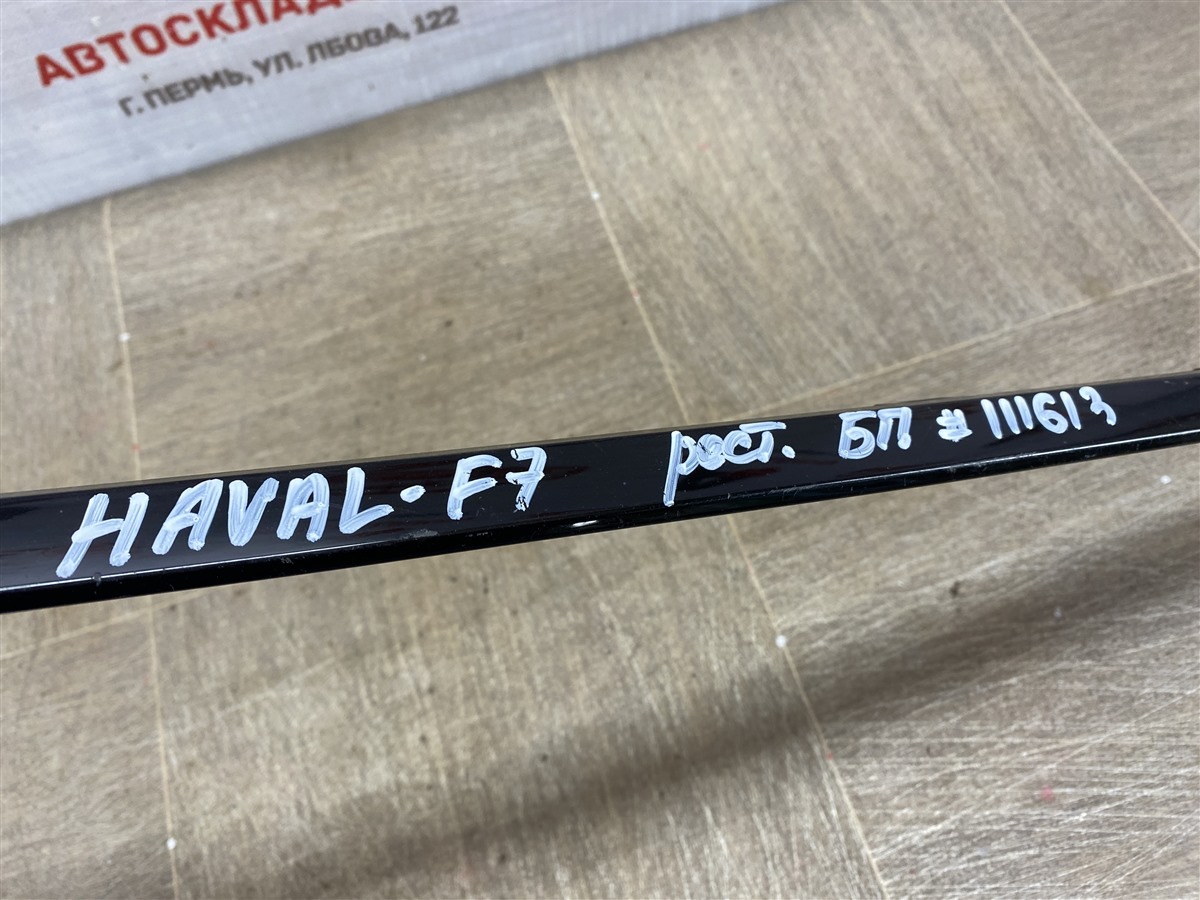 АВТОСКЛАД
Г. ПЕРМЬ, УЛ. ЛБОВА, 122
HAVAL-F7 рест. БП #111613